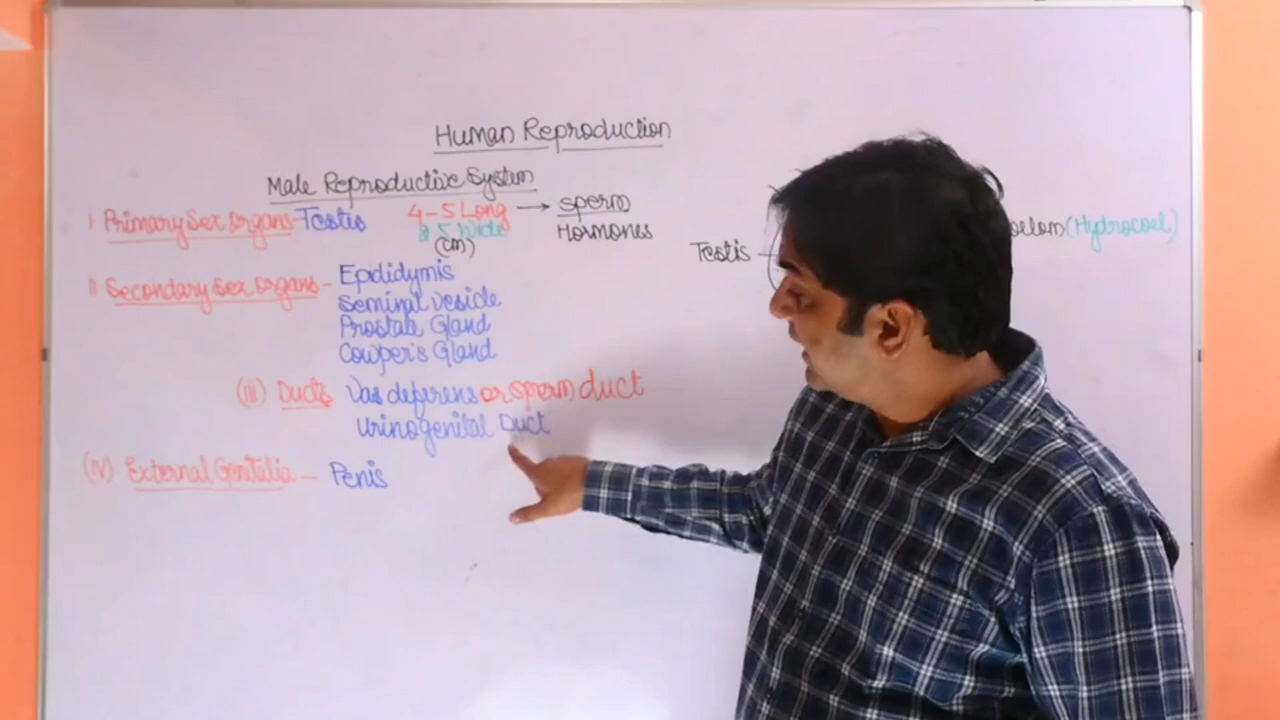 Human Reproduction
Male Reproductive System
I Primary Sex organs - Testis 4-5 Long → sperm
2.5 Wide Hormones
(cm)
Testis — oelom (Hydrocoel)
II Secondary sex organs - Epididymis
Seminal vesicle
Prostate Gland
Cowper's Gland
(III) Ducts Vas deferens or sperm duct
Urinogenital Duct
(IV) External Genitalia - Penis